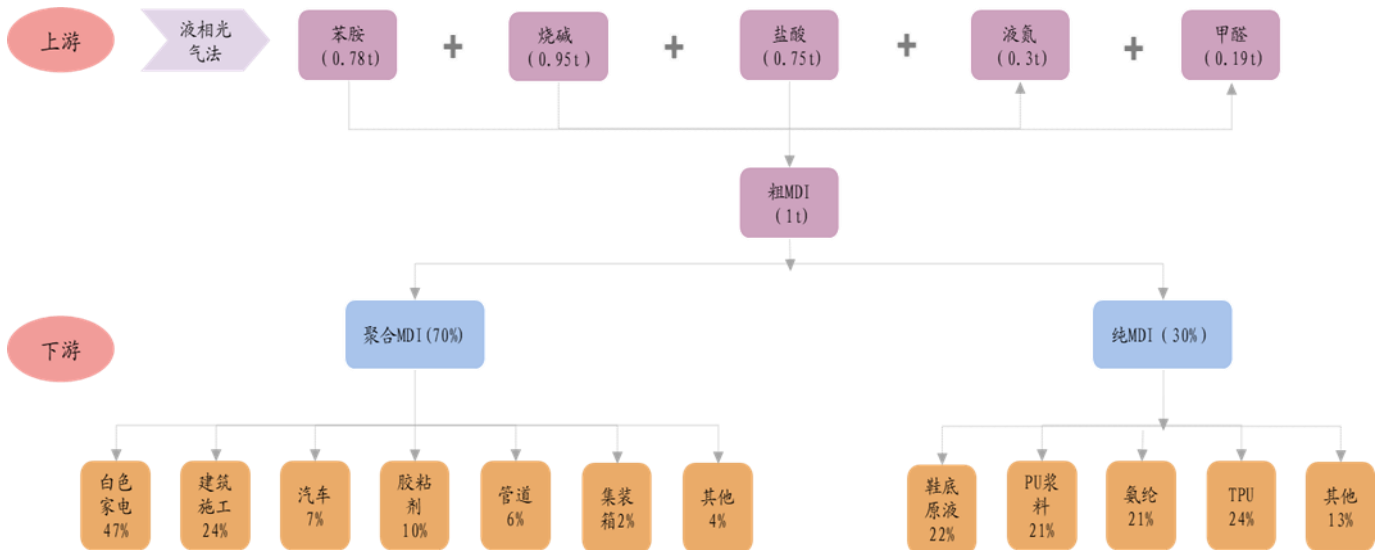 上游
液相光
气法
苯胺
(0.78t)
+
烧碱
(0.95t)
+
盐酸
(0.75t)
+
液氮
(0.3t)
+
甲醛
(0.19t)
粗MDI
(1t)
下游
聚合MDI(70%)
纯MDI(30%)
白色
家电
47%
建筑
施工
24%
汽车
7%
胶粘
剂
10%
管道
6%
集装
箱2%
其他
4%
鞋底
原液
22%
PU浆
料
21%
氨纶
21%
TPU
24%
其他
13%